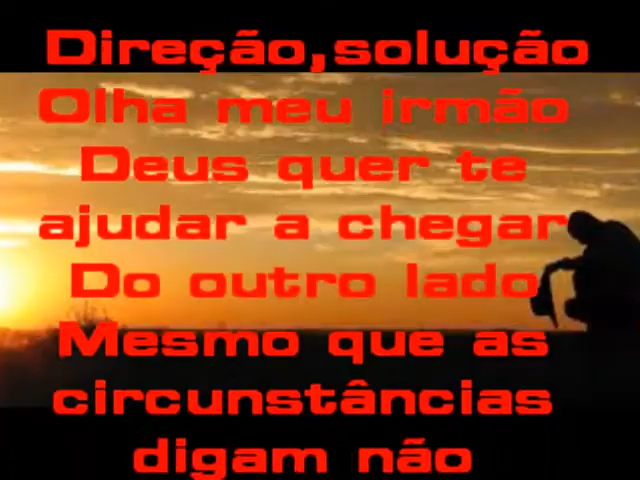 Direção,solução
Olha meu irmão
Deus quer te
ajudar a chegar
Do outro lado
Mesmo que as
circunstâncias
digam não